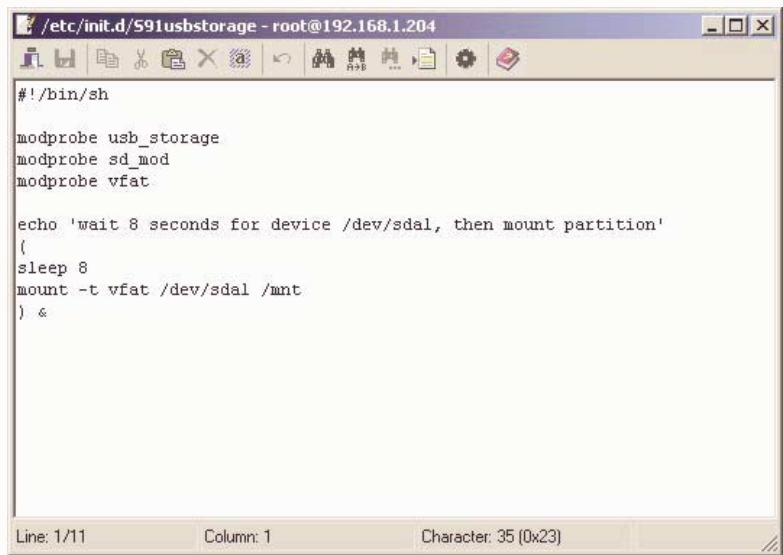 /etc/init.d/S91usbstorage - root@192.168.1.204
#!/bin/sh
modprobe usb_storage
modprobe sd_mod
modprobe vfat
echo 'wait 8 seconds for device /dev/sda1, then mount partition'
(
sleep 8
mount -t vfat /dev/sda1 /mnt
) &
Line: 1/11 Column: 1 Character: 35 (0x23)